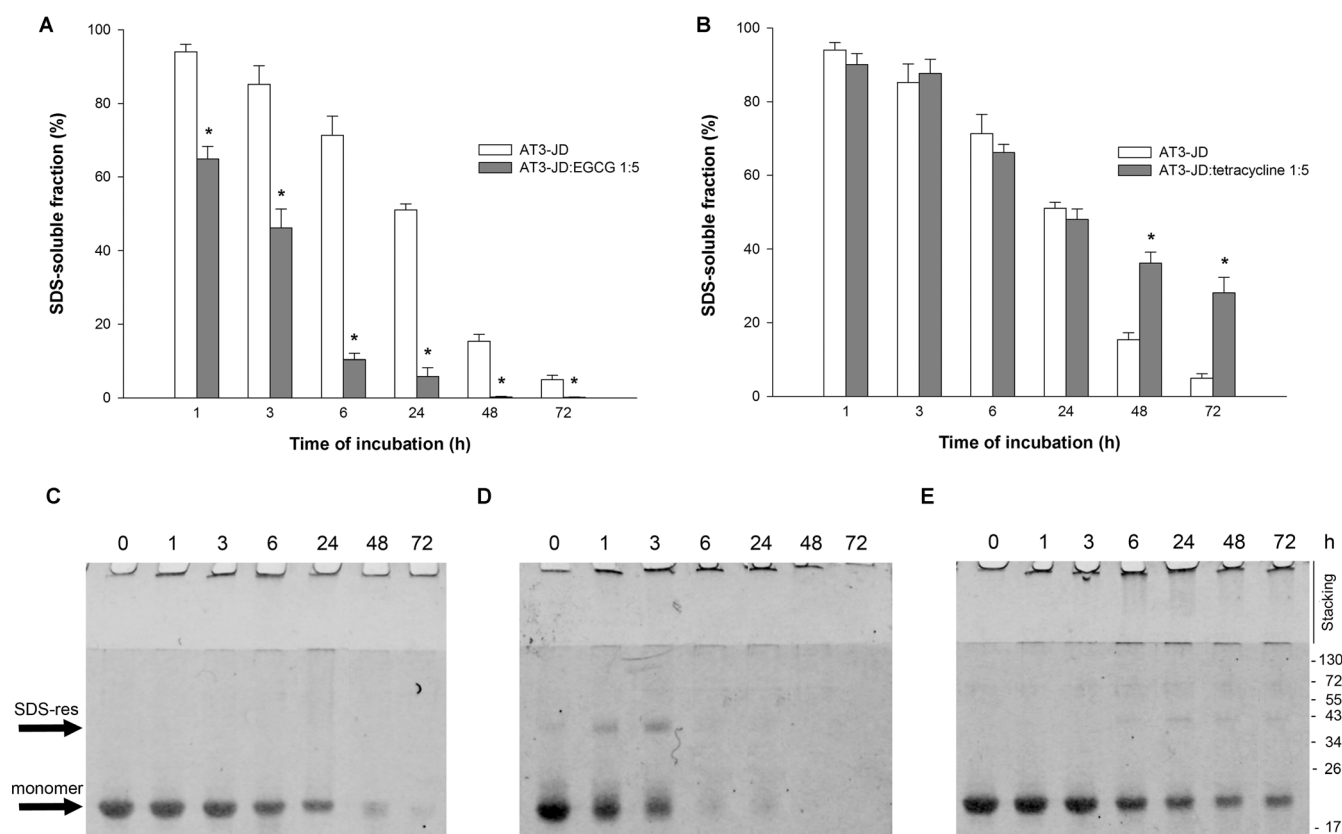 A
100
80
60
40
20
0
SDS-soluble fraction (%)
*
*
*
*
*
*
AT3-JD
AT3-JD:EGCG 1:5
1 3 6 24 48 72
Time of incubation (h)
B
100
80
60
40
20
0
SDS-soluble fraction (%)
*
*
AT3-JD
AT3-JD:tetracycline 1:5
1 3 6 24 48 72
Time of incubation (h)
C
0 1 3 6 24 48 72
SDS-res
monomer
D
0 1 3 6 24 48 72
E
0 1 3 6 24 48 72 h
Stacking
- 130
- 72
- 55
- 43
- 34
- 26
- 17